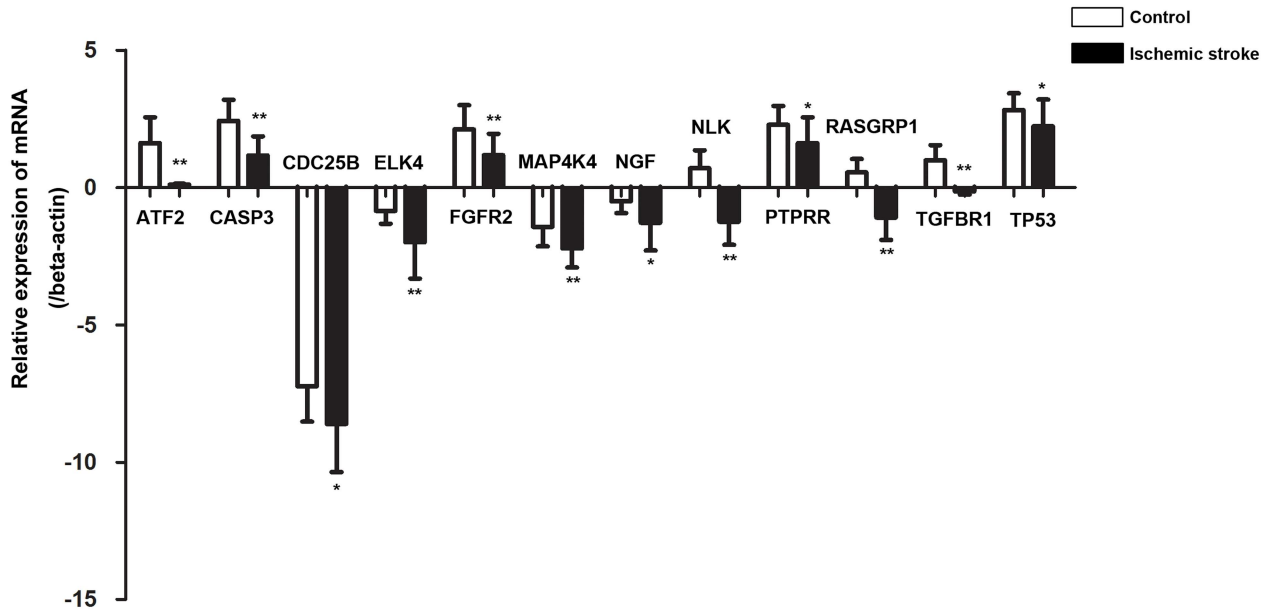 Control
Ischemic stroke
Relative expression of mRNA
(/beta-actin)
5
0
-5
-10
-15
** ** ** * **
NLK RASGRP1
CDC25B ELK4 MAP4K4 NGF
**
ATF2 CASP3 FGFR2 PTPRR TGFBR1 TP53
** ** * ** **
*
*